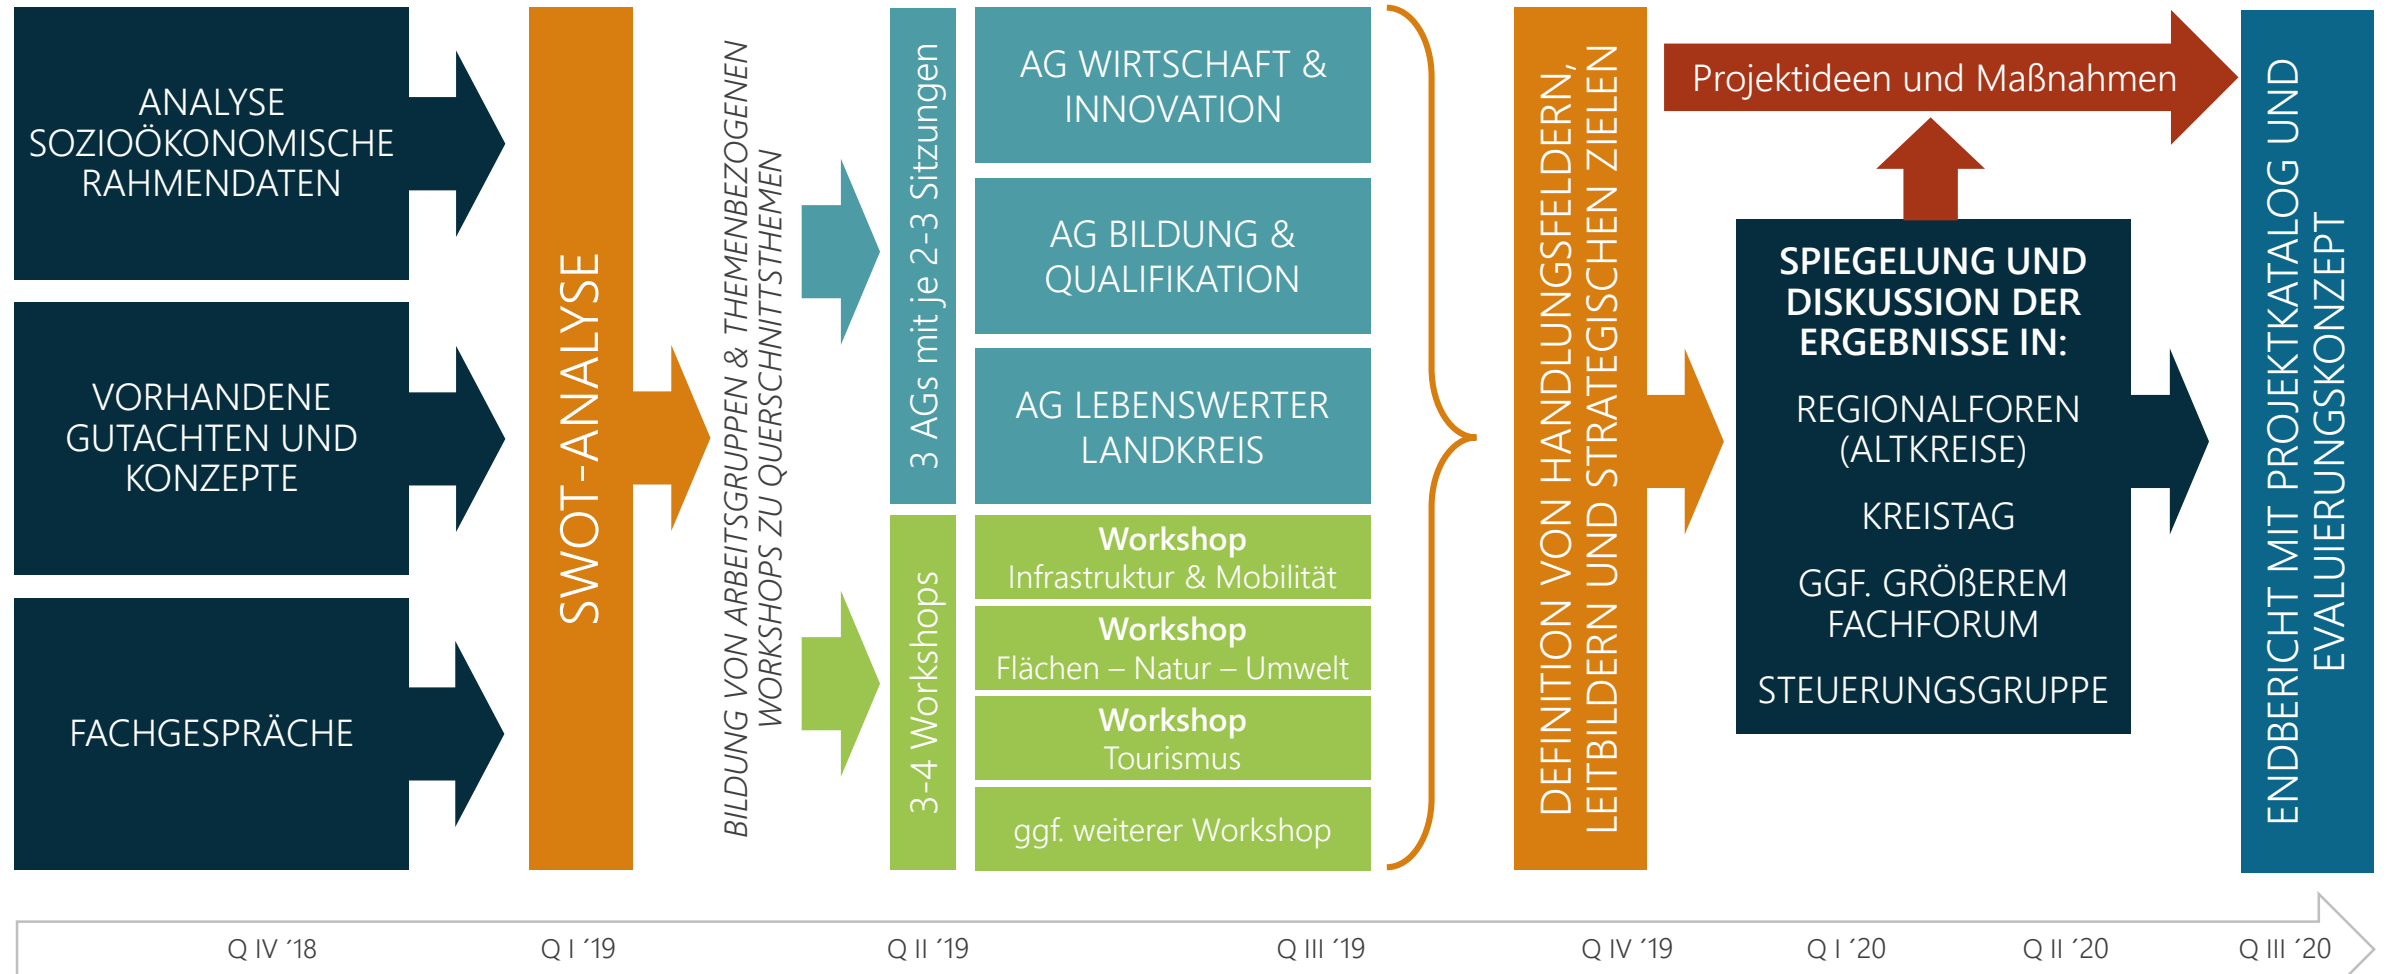 ANALYSE
SOZIOÖKONOMISCHE
RAHMENDATEN
VORHANDENE
GUTACHTEN UND
KONZEPTE
FACHGESPRÄCHE
SWOT-ANALYSE
BILDUNG VON ARBEITSGRUPPEN & THEMENBEZOGENEN
WORKSHOPS ZU QUERSCHNITTSTHEMEN
3 AGs mit je 2-3 Sitzungen
AG WIRTSCHAFT &
INNOVATION
AG BILDUNG &
QUALIFIKATION
AG LEBENSWERTER
LANDKREIS
3-4 Workshops
Workshop
Infrastruktur & Mobilität
Workshop
Flächen – Natur – Umwelt
Workshop
Tourismus
ggf. weiterer Workshop
DEFINITION VON HANDLUNGSFELDERN,
LEITBILDERN UND STRATEGISCHEN ZIELEN
Projektideen und Maßnahmen
SPIEGELUNG UND
DISKUSSION DER
ERGEBNISSE IN:
REGIONALFOREN
(ALTKREISE)
KREISTAG
GGF. GRÖßEREM
FACHFORUM
STEUERUNGSGRUPPE
ENDBERICHT MIT PROJEKTKATALOG UND
EVALUIERUNGSKONZEPT
Q IV ´18
Q I ´19
Q II ´19
Q III ´19
Q IV ´19
Q I ´20
Q II ´20
Q III ´20